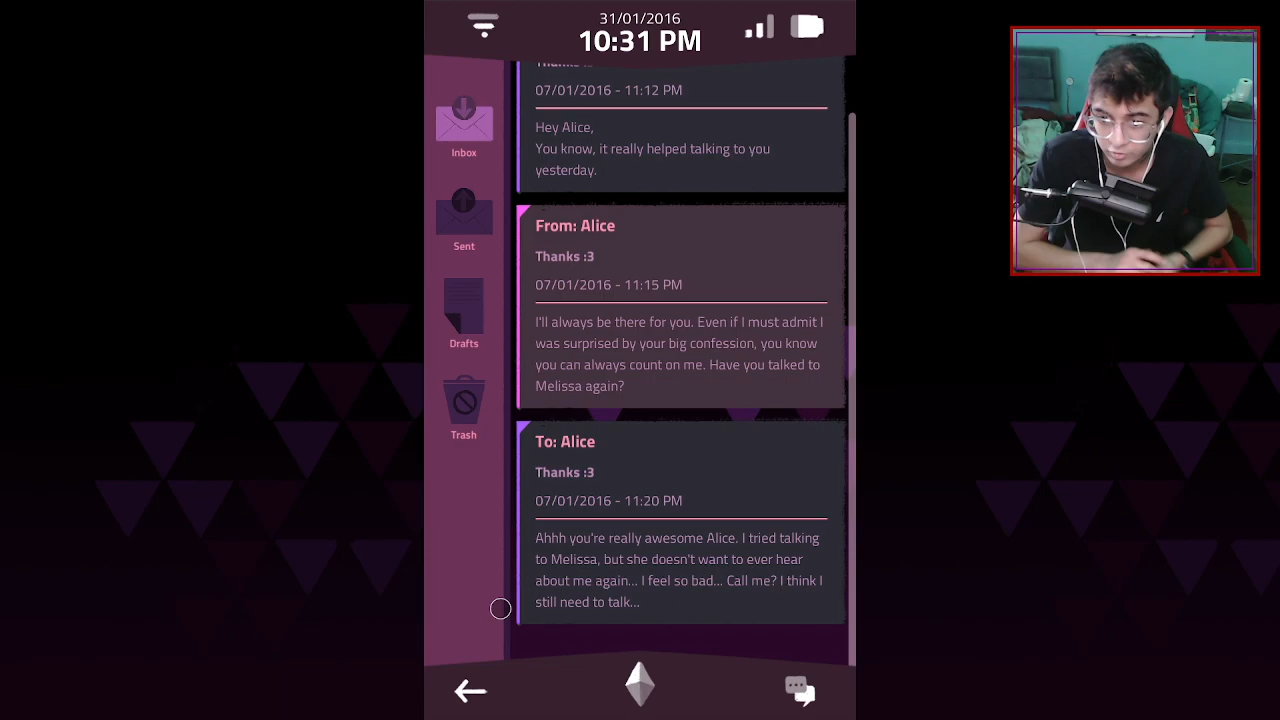 31/01/2016
10:31 PM
07/01/2016 - 11:12 PM
Hey Alice,
You know, it really helped talking to you
yesterday.
Inbox
Sent
Drafts
Trash
From: Alice
Thanks :3
07/01/2016 - 11:15 PM
I'll always be there for you. Even if I must admit I
was surprised by your big confession, you know
you can always count on me. Have you talked to
Melissa again?
To: Alice
Thanks :3
07/01/2016 - 11:20 PM
Ahhh you're really awesome Alice. I tried talking
to Melissa, but she doesn't want to ever hear
about me again... I feel so bad... Call me? I think I
still need to talk...